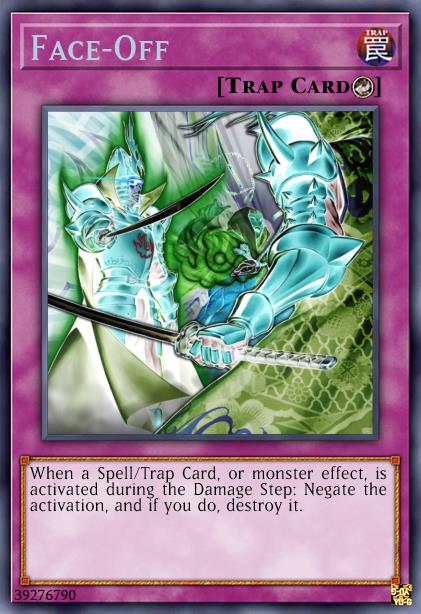 Face-Off
TRAP
罠
[Trap Card]
When a Spell/Trap Card, or monster effect, is
activated during the Damage Step: Negate the
activation, and if you do, destroy it.
39276790